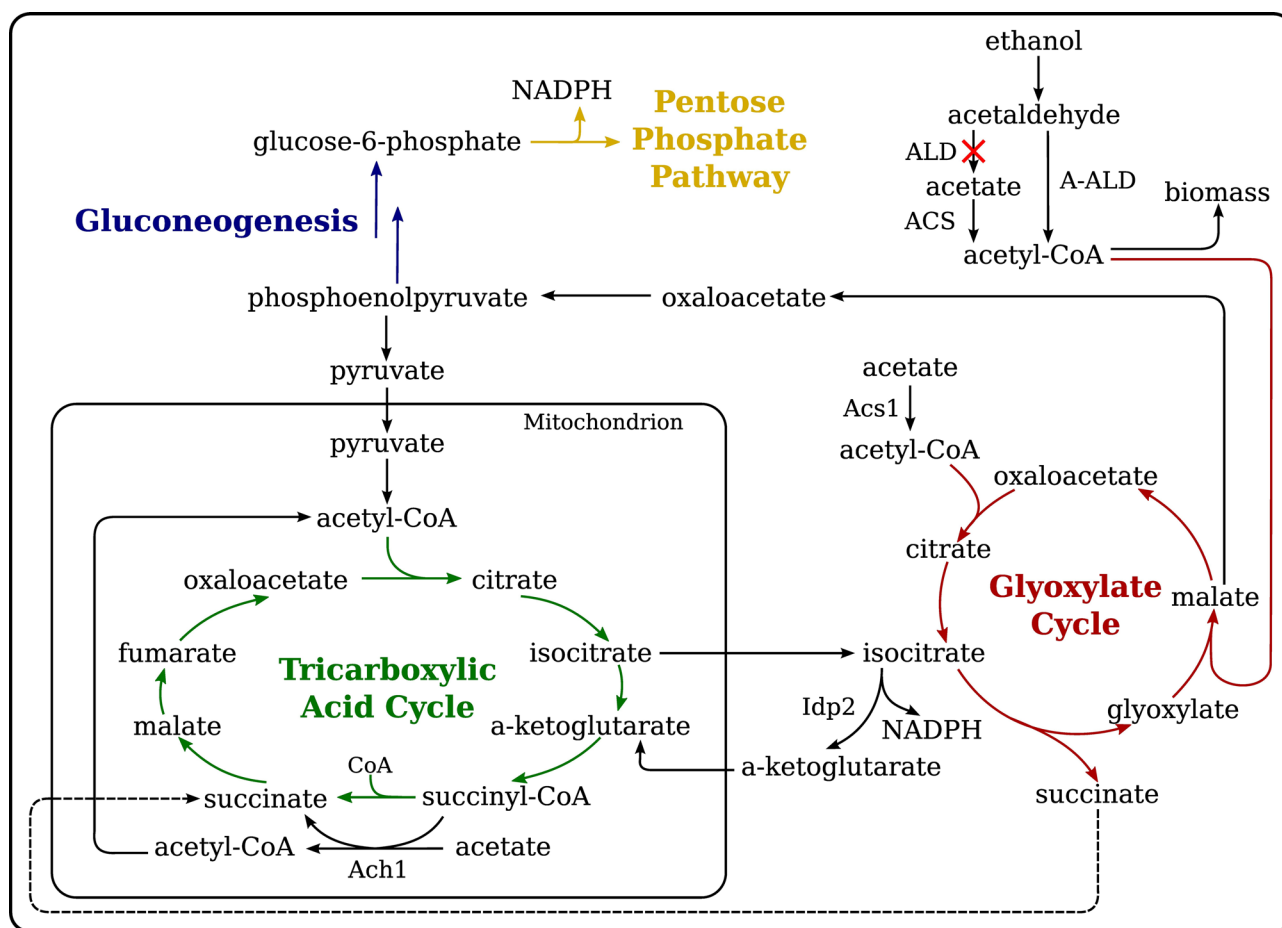 ethanol
NADPH
Pentose
Phosphate
Pathway
acetaldehyde
glucose-6-phosphate
ALD
acetate
A-ALD
biomass
Gluconeogenesis
ACS
acetyl-CoA
phosphoenolpyruvate
oxaloacetate
pyruvate
acetate
Acs1
Mitochondrion
pyruvate
acetyl-CoA
oxaloacetate
acetyl-CoA
citrate
oxaloacetate
citrate
Glyoxylate
Cycle
malate
fumarate
Tricarboxylic
Acid Cycle
isocitrate
isocitrate
malate
a-ketoglutarate
Idp2
NADPH
glyoxylate
CoA
a-ketoglutarate
succinate
succinyl-CoA
succinate
acetyl-CoA
acetate
Ach1